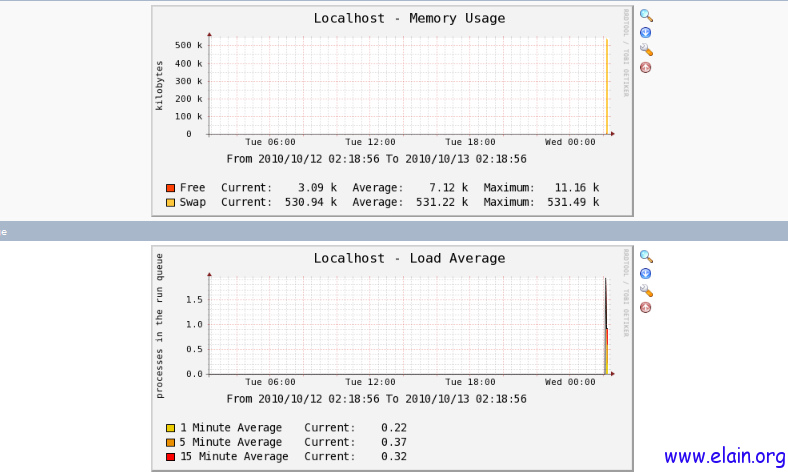 Localhost - Memory Usage
RRDTOOL / TOBI OETIKER
kilobytes
500 k
400 k
300 k
200 k
100 k
0
Tue 06:00 Tue 12:00 Tue 18:00 Wed 00:00
From 2010/10/12 02:18:56 To 2010/10/13 02:18:56
Free Current: 3.09 k Average: 7.12 k Maximum: 11.16 k
Swap Current: 530.94 k Average: 531.22 k Maximum: 531.49 k
e
Localhost - Load Average
RRDTOOL / TOBI OETIKER
processes in the run queue
1.5
1.0
0.5
0.0
Tue 06:00 Tue 12:00 Tue 18:00 Wed 00:00
From 2010/10/12 02:18:56 To 2010/10/13 02:18:56
1 Minute Average Current: 0.22
5 Minute Average Current: 0.37
15 Minute Average Current: 0.32
www.elain.org